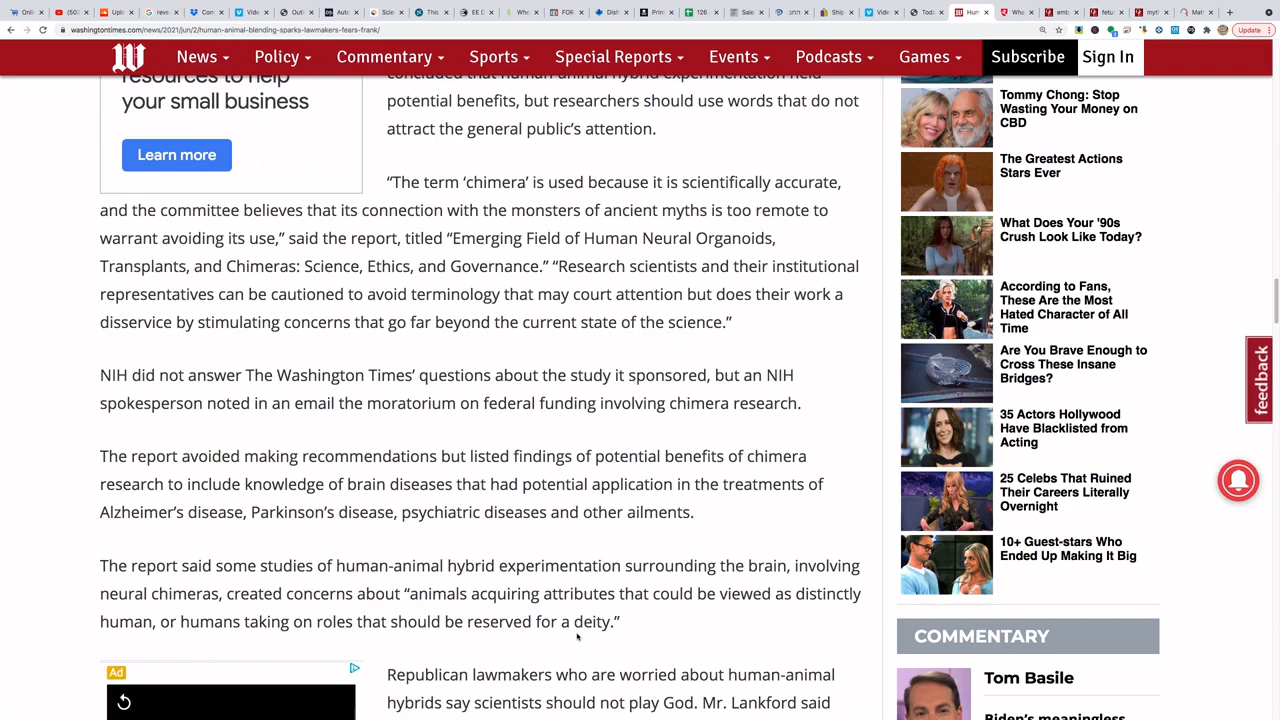 washingtontimes.com/news/2021/jun/2/human-animal-blending-sparks-lawmakers-fears-frank/
Update
W
News
Policy
Commentary
Sports
Special Reports
Events
Podcasts
Games
Subscribe
Sign In
resources to help
your small business
Learn more
potential benefits, but researchers should use words that do not
attract the general public’s attention.
“The term ‘chimera’ is used because it is scientifically accurate,
and the committee believes that its connection with the monsters of ancient myths is too remote to
warrant avoiding its use,” said the report, titled “Emerging Field of Human Neural Organoids,
Transplants, and Chimeras: Science, Ethics, and Governance.” “Research scientists and their institutional
representatives can be cautioned to avoid terminology that may court attention but does their work a
disservice by stimulating concerns that go far beyond the current state of the science.”
NIH did not answer The Washington Times’ questions about the study it sponsored, but an NIH
spokesperson noted in an email the moratorium on federal funding involving chimera research.
The report avoided making recommendations but listed findings of potential benefits of chimera
research to include knowledge of brain diseases that had potential application in the treatments of
Alzheimer’s disease, Parkinson’s disease, psychiatric diseases and other ailments.
The report said some studies of human-animal hybrid experimentation surrounding the brain, involving
neural chimeras, created concerns about “animals acquiring attributes that could be viewed as distinctly
human, or humans taking on roles that should be reserved for a deity.”
Ad
Republican lawmakers who are worried about human-animal
hybrids say scientists should not play God. Mr. Lankford said
Tommy Chong: Stop
Wasting Your Money on
CBD
The Greatest Actions
Stars Ever
What Does Your '90s
Crush Look Like Today?
According to Fans,
These Are the Most
Hated Character of All
Time
Are You Brave Enough to
Cross These Insane
Bridges?
35 Actors Hollywood
Have Blacklisted from
Acting
25 Celebs That Ruined
Their Careers Literally
Overnight
10+ Guest-stars Who
Ended Up Making It Big
COMMENTARY
Tom Basile
Biden's meaningless
feedback